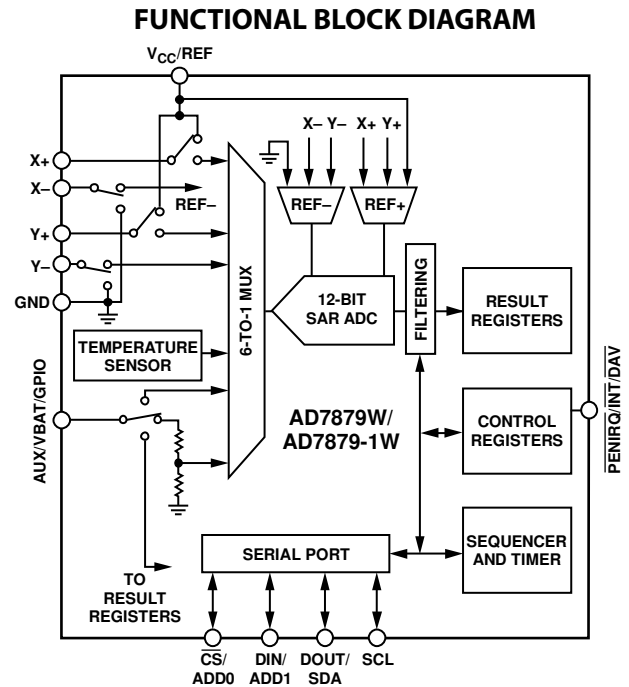 FUNCTIONAL BLOCK DIAGRAM
VCC/REF
X– Y– X+ Y+
X+
X–
REF–
REF–
REF+
Y+
Y–
GND
6-TO-1 MUX
12-BIT
SAR ADC
FILTERING
RESULT
REGISTERS
TEMPERATURE
SENSOR
AUX/VBAT/GPIO
AD7879W/
AD7879-1W
CONTROL
REGISTERS
PENIRQ/INT/DAV
SERIAL PORT
SEQUENCER
AND TIMER
TO
RESULT
REGISTERS
CS/
ADD0
DIN/
ADD1
DOUT/
SDA
SCL